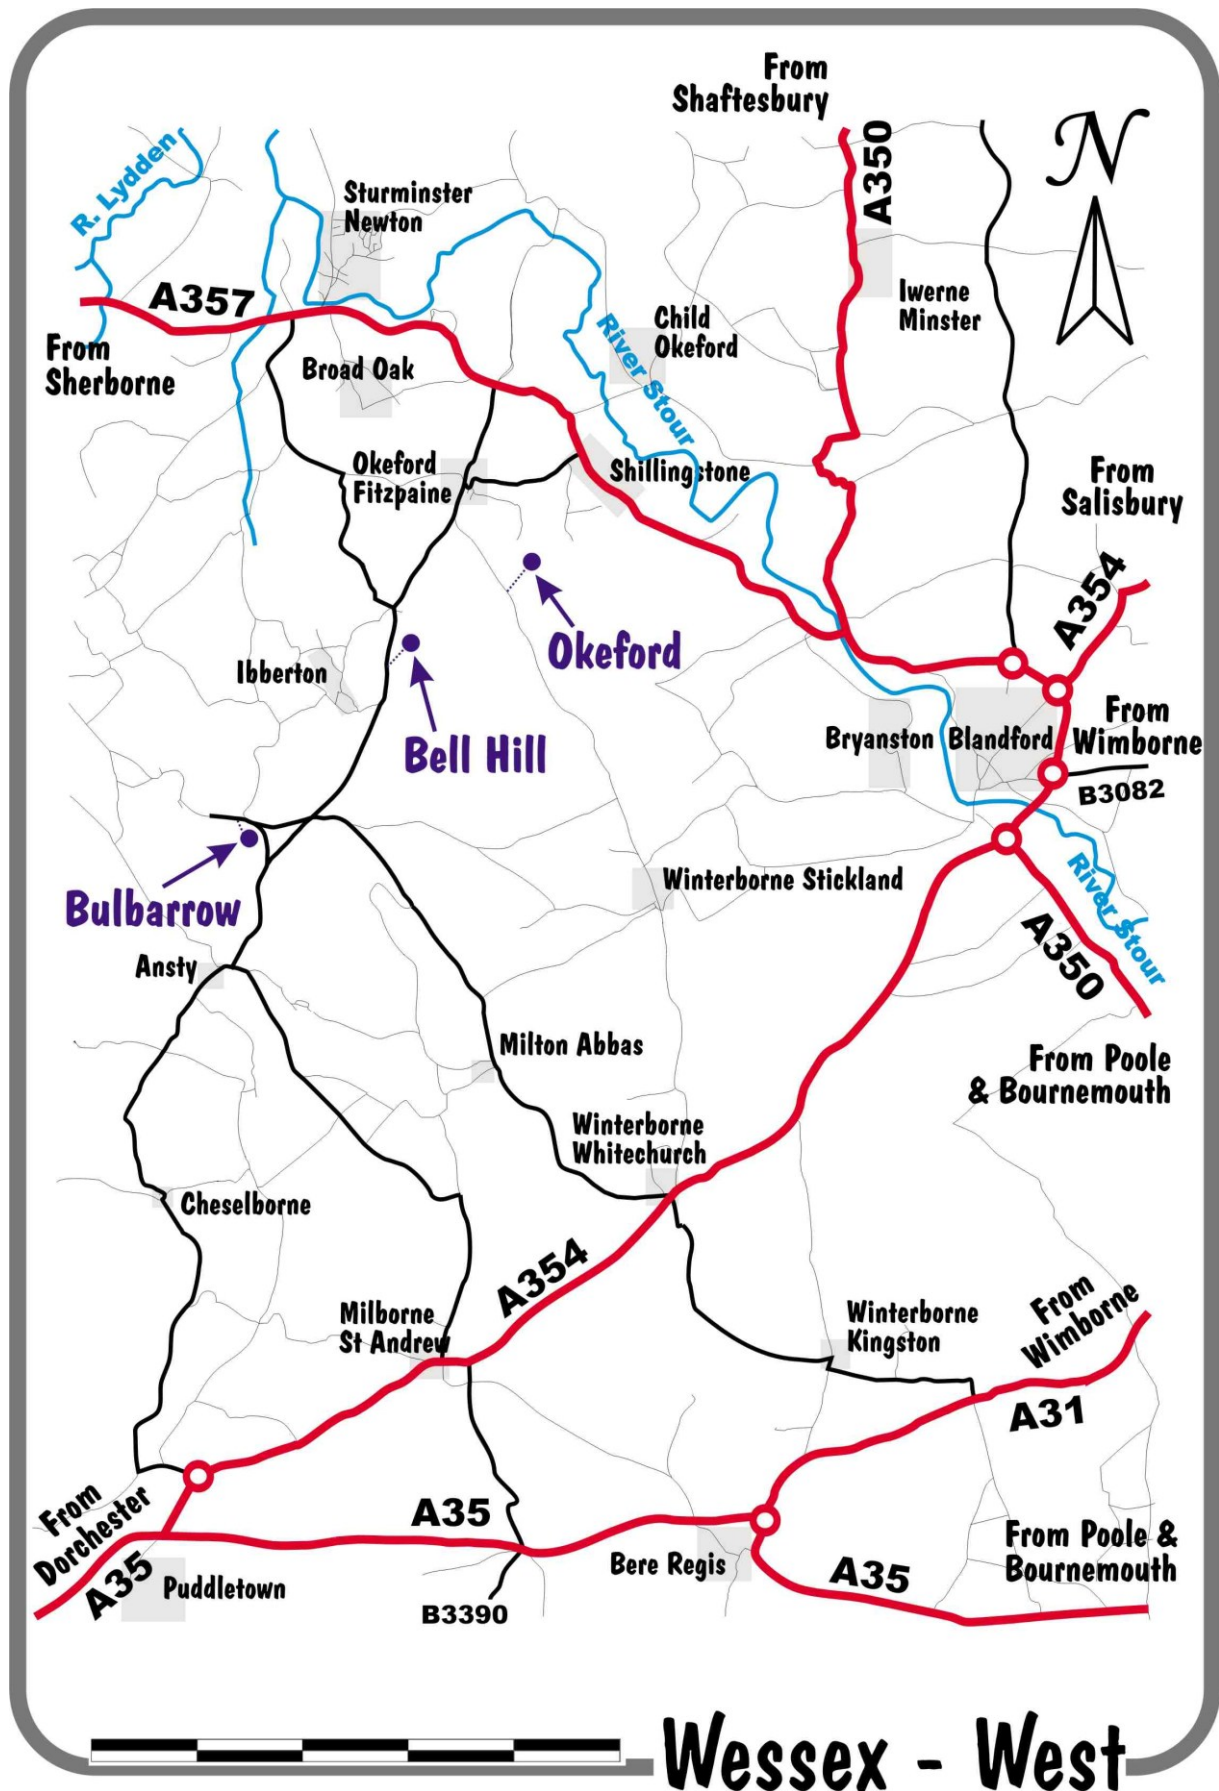 From
Shaftesbury
A350
N
R. Lydden
Sturminster
Newton
A357
Iwerne
Minster
Child
Okeford
River Stour
From
Sherborne
Broad Oak
Okeford
Fitzpaine
Shillingstone
From
Salisbury
A354
Okeford
Ibberton
Bell Hill
Bryanston
Blandford
From
Wimborne
B3082
Winterborne Stickland
River Stour
Bulbarrow
A350
Ansty
Milton Abbas
From Poole
& Bournemouth
Winterborne
Whitechurch
Cheselborne
A354
Milborne
St Andrew
Winterborne
Kingston
From
Wimborne
A31
From
Dorchester
A35
A35
From Poole &
Bournemouth
Bere Regis
A35
Puddletown
B3390
Wessex - West